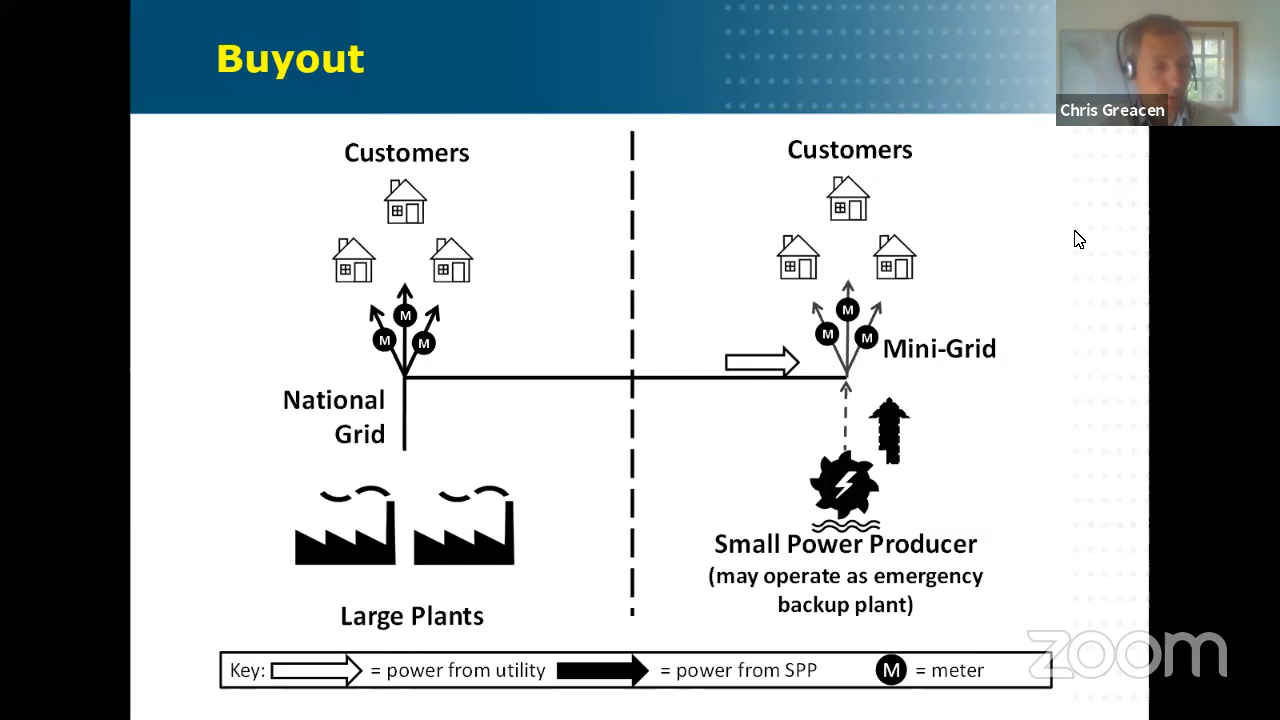 Buyout
Chris Greacen
Customers
Customers
M
M
M
M
M
M
Mini-Grid
National
Grid
Small Power Producer
(may operate as emergency
backup plant)
Large Plants
Key: = power from utility = power from SPP M = meter
zoom